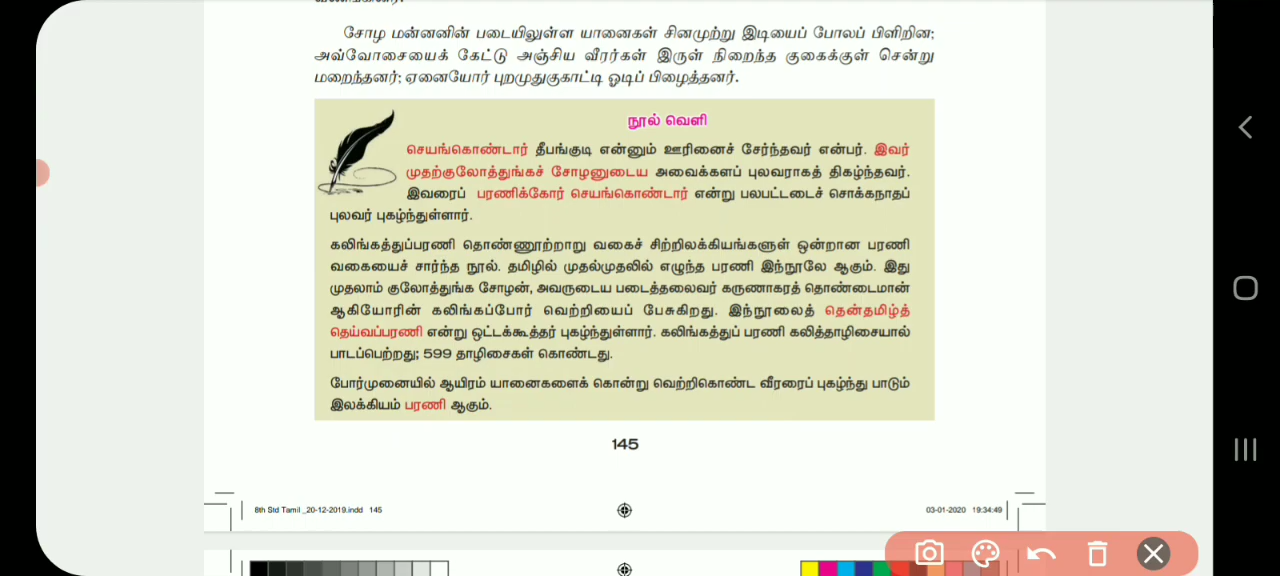 சோழ மன்னனின் படையிலுள்ள யானைகள் சினமுற்று இடியைப் போலப் பிளிறின;
அவ்வோசையைக் கேட்டு அஞ்சிய வீரர்கள் இருள் நிறைந்த குகைக்குள் சென்று
மறைந்தனர்; ஏனையோர் புறமுதுகுகாட்டி ஓடிப் பிழைத்தனர்.
நூல் வெளி
செயங்கொண்டார் தீபங்குடி என்னும் ஊரினைச் சேர்ந்தவர் என்பர். இவர்
முதற்குலோத்துங்கச் சோழனுடைய அவைக்களப் புலவராகத் திகழ்ந்தவர்.
இவரைப் பரணிக்கோர் செயங்கொண்டார் என்று பலபட்டடைச் சொக்கநாதப்
புலவர் புகழ்ந்துள்ளார்.
கலிங்கத்துப்பரணி தொண்ணூற்றாறு வகைச் சிற்றிலக்கியங்களுள் ஒன்றான பரணி
வகையைச் சார்ந்த நூல். தமிழில் முதல்முதலில் எழுந்த பரணி இந்நூலே ஆகும். இது
முதலாம் குலோத்துங்க சோழன், அவருடைய படைத்தலைவர் கருணாகரத் தொண்டைமான்
ஆகியோரின் கலிங்கப்போர் வெற்றியைப் பேசுகிறது. இந்நூலைத் தென்தமிழ்த்
தெய்வப்பரணி என்று ஒட்டக்கூத்தர் புகழ்ந்துள்ளார். கலிங்கத்துப் பரணி கலித்தாழிசையால்
பாடப்பெற்றது; 599 தாழிசைகள் கொண்டது.
போர்முனையில் ஆயிரம் யானைகளைக் கொன்று வெற்றிகொண்ட வீரரைப் புகழ்ந்து பாடும்
இலக்கியம் பரணி ஆகும்.
145
8th Std Tamil _20-12-2019.indd 145
03-01-2020 19:34:49